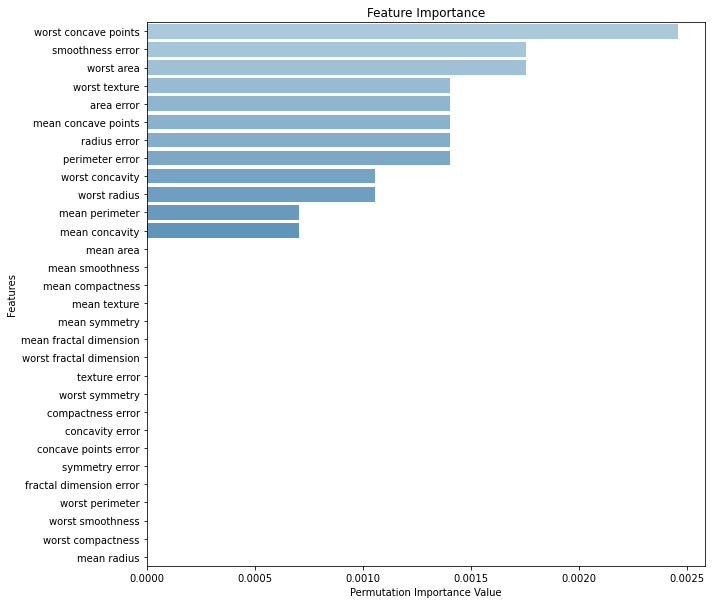 Feature Importance
worst concave points
smoothness error
worst area
worst texture
area error
mean concave points
radius error
perimeter error
worst concavity
worst radius
mean perimeter
mean concavity
mean area
mean smoothness
mean compactness
mean texture
mean symmetry
mean fractal dimension
worst fractal dimension
texture error
worst symmetry
compactness error
concavity error
concave points error
symmetry error
fractal dimension error
worst perimeter
worst smoothness
worst compactness
mean radius
Features
0.0000 0.0005 0.0010 0.0015 0.0020 0.0025
Permutation Importance Value